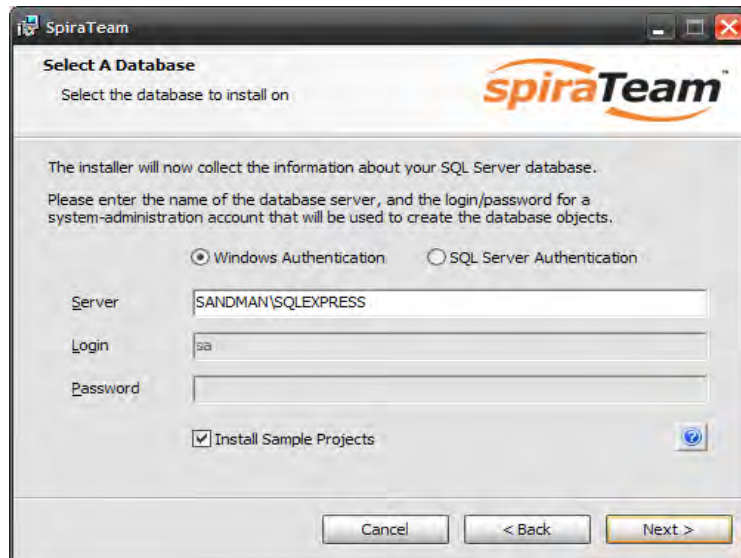 SpiraTeam
Select A Database
Select the database to install on
spiraTeam™
The installer will now collect the information about your SQL Server database.
Please enter the name of the database server, and the login/password for a
system-administration account that will be used to create the database objects.
Windows Authentication
SQL Server Authentication
Server
SANDMAN\SQLEXPRESS
Login
sa
Password
Install Sample Projects
?
Cancel
< Back
Next >